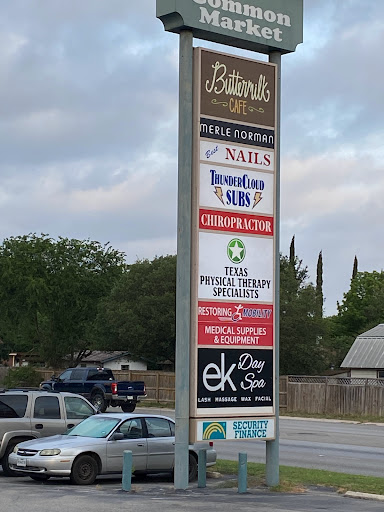 Common
Market
Buttermilk
CAFE
MERLE NORMAN
Best
NAILS
THUNDERCLOUD
SUBS
CHIROPRACTOR
TEXAS
PHYSICAL THERAPY
SPECIALISTS
RESTORING MOBILITY
MEDICAL SUPPLIES
& EQUIPMENT
ek Day
Spa
LASH MASSAGE WAX FACIAL
SECURITY
FINANCE